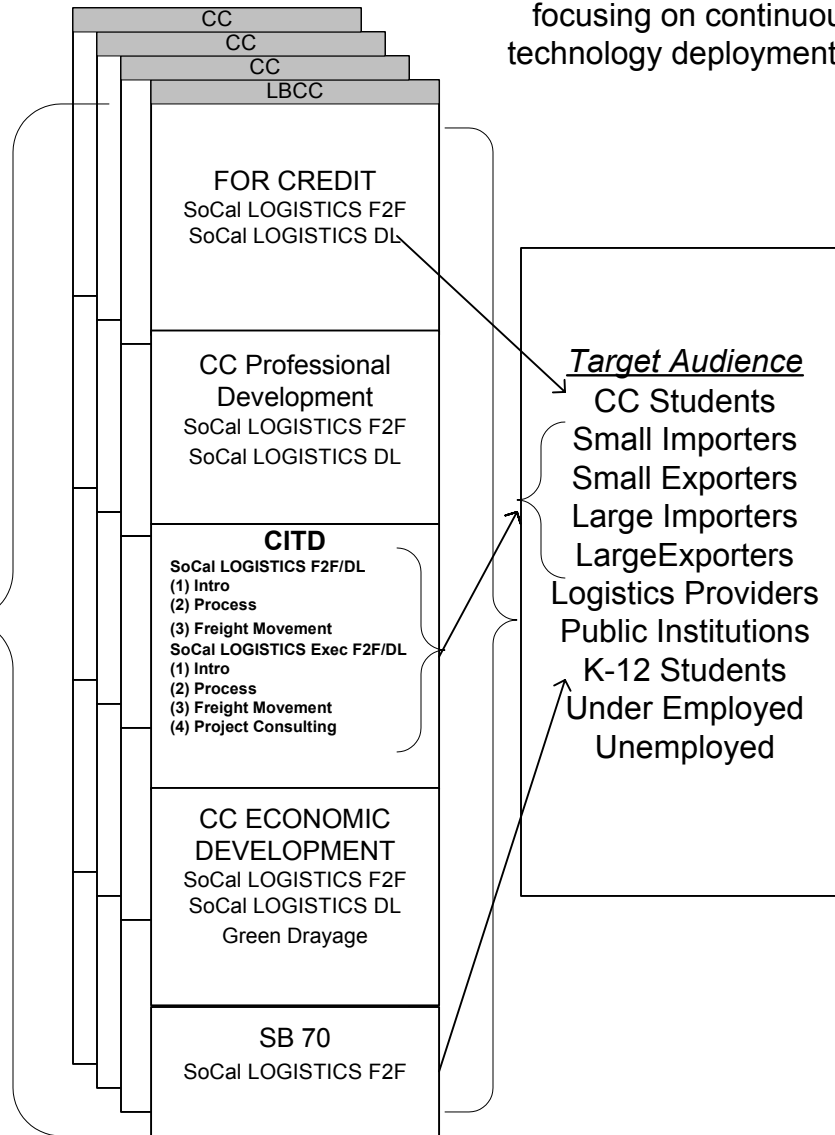 focusing on continuou
technology deployment
CC
CC
CC
LBCC
FOR CREDIT
SoCal LOGISTICS F2F
SoCal LOGISTICS DL
CC Professional
Development
SoCal LOGISTICS F2F
SoCal LOGISTICS DL
CITD
SoCal LOGISTICS F2F/DL
(1) Intro
(2) Process
(3) Freight Movement
SoCal LOGISTICS Exec F2F/DL
(1) Intro
(2) Process
(3) Freight Movement
(4) Project Consulting
CC ECONOMIC
DEVELOPMENT
SoCal LOGISTICS F2F
SoCal LOGISTICS DL
Green Drayage
SB 70
SoCal LOGISTICS F2F
Target Audience
CC Students
Small Importers
Small Exporters
Large Importers
LargeExporters
Logistics Providers
Public Institutions
K-12 Students
Under Employed
Unemployed